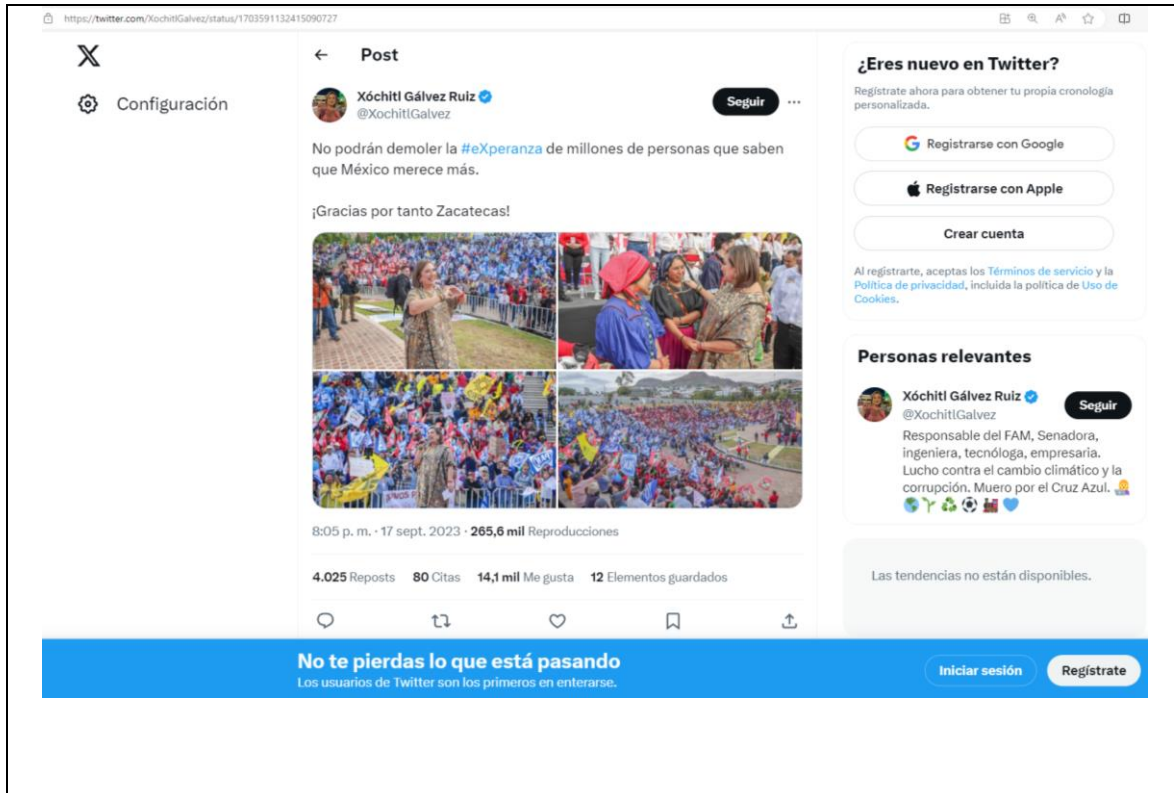 https://twitter.com/XochitlGalvez/status/1703591132415090727
Configuración
Post
Xóchitl Gálvez Ruiz
@XochitlGalvez
Seguir
No podrán demoler la #eXperanza de millones de personas que saben
que México merece más.
¡Gracias por tanto Zacatecas!
8:05 p. m. · 17 sept. 2023 · 265,6 mil Reproducciones
4.025 Reposts 80 Citas 14,1 mil Me gusta 12 Elementos guardados
¿Eres nuevo en Twitter?
Regístrate ahora para obtener tu propia cronología
personalizada.
Registrarse con Google
Registrarse con Apple
Crear cuenta
Al registrarte, aceptas los Términos de servicio y la
Política de privacidad, incluida la política de Uso de
Cookies.
Personas relevantes
Xóchitl Gálvez Ruiz
@XochitlGalvez
Seguir
Responsable del FAM, Senadora,
ingeniera, tecnóloga, empresaria.
Lucho contra el cambio climático y la
corrupción. Muero por el Cruz Azul.
Las tendencias no están disponibles.
No te pierdas lo que está pasando
Los usuarios de Twitter son los primeros en enterarse.
Iniciar sesión
Regístrate